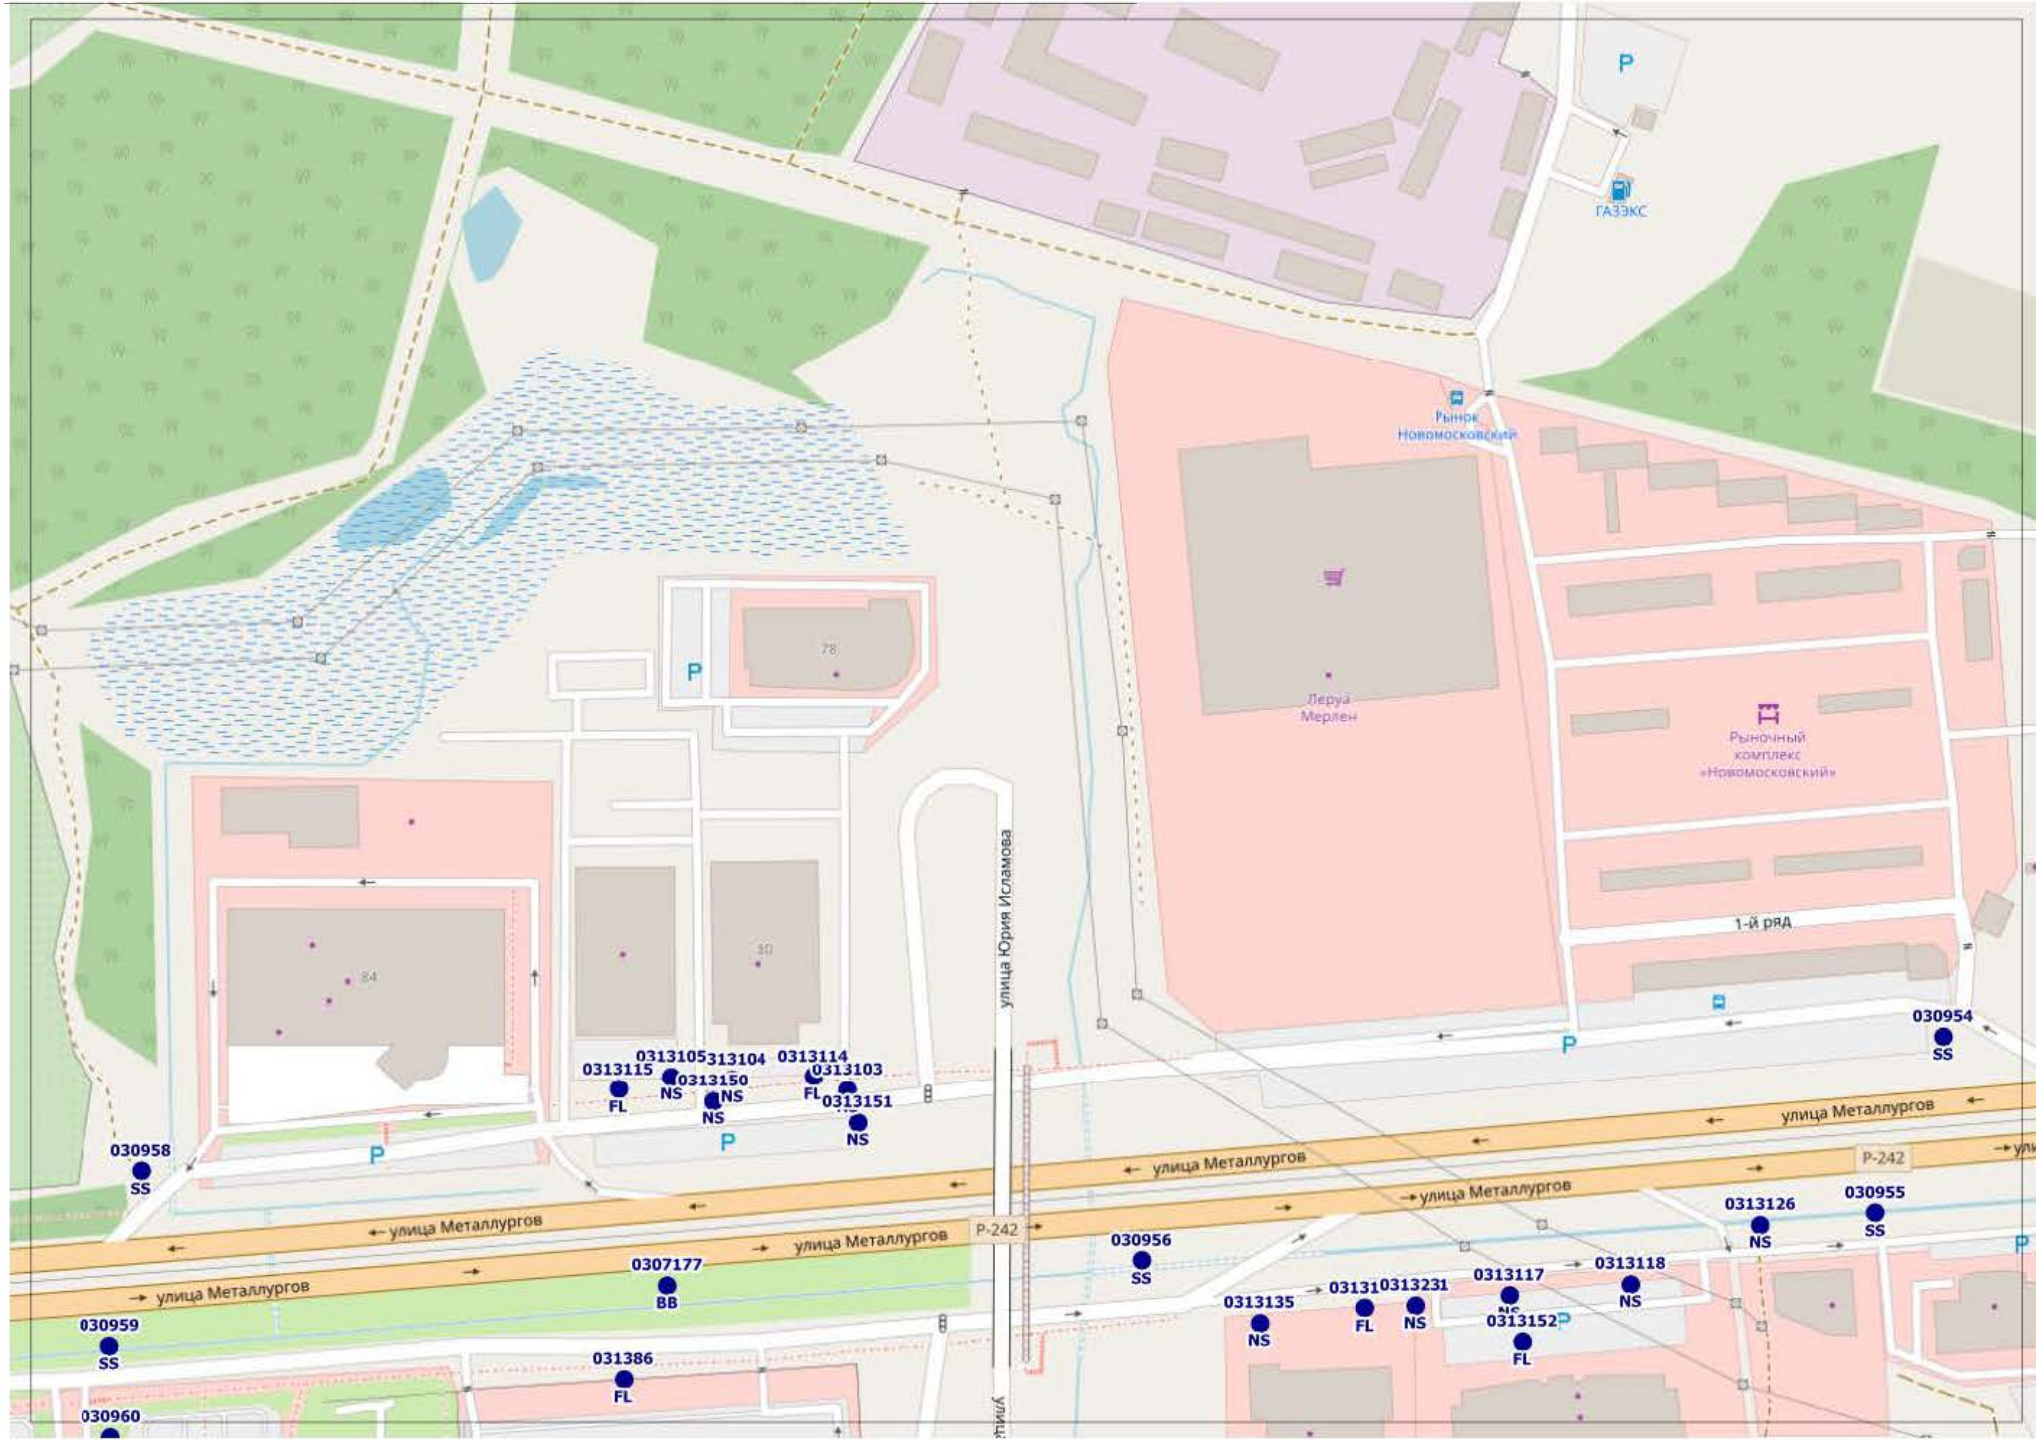 P
ГАЗЭКС
Рынок
Новомосковский
78
P
Леруа
Мерлен
Рыночный
комплекс
«Новомосковский»
улица Юрия Исламова
1-й ряд
84
030954
SS
P
0313105
313104
0313114
0313115
0313150
0313103
FL
NS
NS
FL
NS
0313151
NS
P
P
улица Металлургов
030958
SS
улица Металлургов
P-242
улица Металлургов
030955
SS
0313126
NS
улица Металлургов
P-242
улица Металлургов
030956
SS
P
0307177
BB
улица Металлургов
0313118
NS
0313117
0313231
NS
03131
FL
0313135
NS
P
0313152
FL
030959
SS
031386
FL
030960